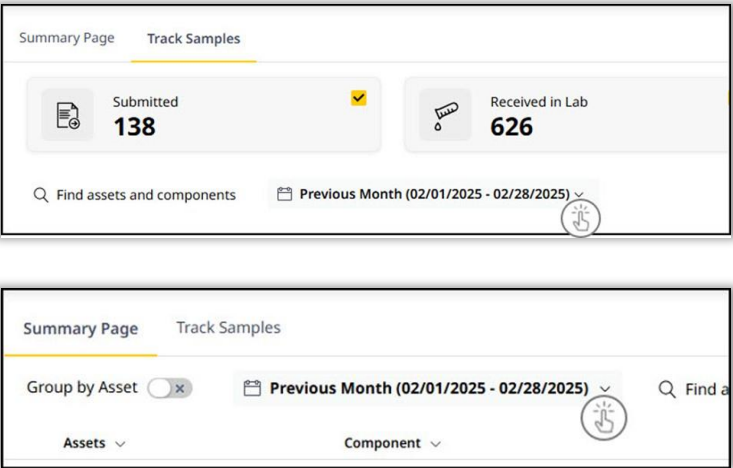 Summary Page Track Samples
Submitted
138
Received in Lab
626
Find assets and components Previous Month (02/01/2025 - 02/28/2025)
Summary Page Track Samples
Group by Asset Previous Month (02/01/2025 - 02/28/2025) Find a
Assets Component